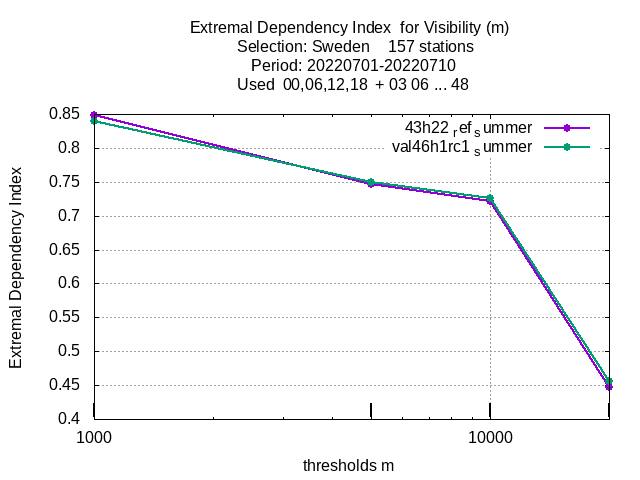 Extremal Dependency Index for Visibility (m)
Selection: Sweden 157 stations
Period: 20220701-20220710
Used 00,06,12,18 + 03 06 ... 48
43h22 ref summer
val46h1rc1 summer
0.85
0.8
0.75
0.7
0.65
0.6
0.55
0.5
0.45
0.4
Extremal Dependency Index
1000
10000
thresholds m